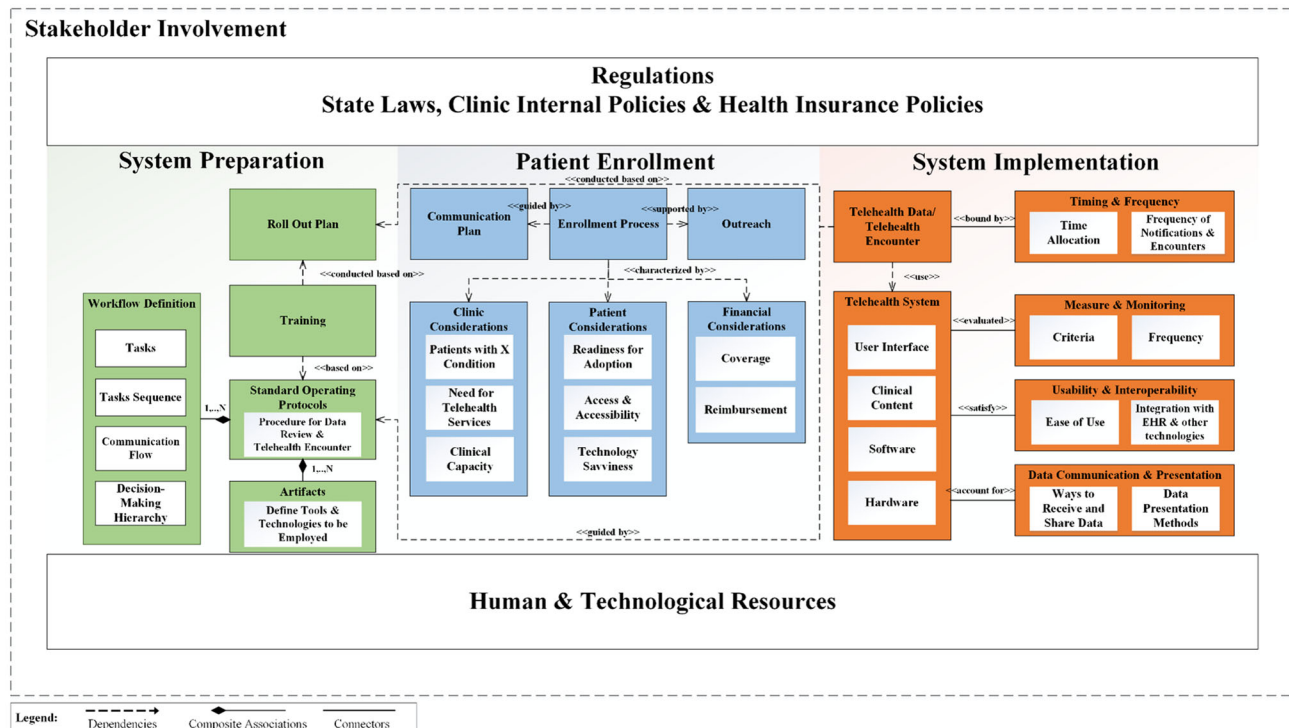 Stakeholder Involvement
Regulations
State Laws, Clinic Internal Policies & Health Insurance Policies
System Preparation
Patient Enrollment
System Implementation
<<conducted based on>>
Roll Out Plan
<<conducted based on>>
Training
<<based on>>
Workflow Definition
Tasks
Tasks Sequence
Communication
Flow
Decision-
Making
Hierarchy
1,..,N
Standard Operating
Protocols
Procedure for Data
Review &
Telehealth Encounter
1,..,N
Artifacts
Define Tools &
Technologies to be
Employed
Communication
Plan
<<guided by>>
Enrollment Process
<<supported by>>
Outreach
<<characterized by>>
Clinic
Considerations
Patients with X
Condition
Need for
Telehealth
Services
Clinical
Capacity
Patient
Considerations
Readiness for
Adoption
Access &
Accessibility
Technology
Savviness
Financial
Considerations
Coverage
Reimbursement
<<guided by>>
Telehealth Data/
Telehealth
Encounter
<<bound by>>
Timing & Frequency
Time
Allocation
Frequency of
Notifications &
Encounters
<<use>>
Telehealth System
User Interface
Clinical
Content
Software
Hardware
<<evaluated>>
Measure & Monitoring
Criteria
Frequency
<<satisfy>>
Usability & Interoperability
Ease of Use
Integration with
EHR & other
technologies
<<account for>>
Data Communication & Presentation
Ways to
Receive and
Share Data
Data
Presentation
Methods
Human & Technological Resources
Legend:
Dependencies
Composite Associations
Connectors